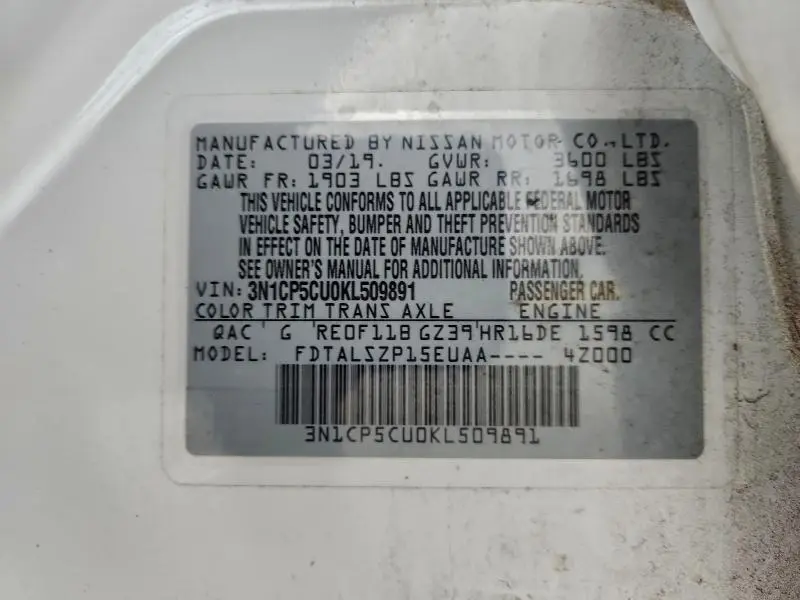 MANUFACTURED BY NISSAN MOTOR CO.,LTD.
DATE: 03/19. GVWR: 3600 LBS
GAWR FR: 1903 LBS GAWR RR: 1698 LBS
THIS VEHICLE CONFORMS TO ALL APPLICABLE FEDERAL MOTOR
VEHICLE SAFETY, BUMPER AND THEFT PREVENTION STANDARDS
IN EFFECT ON THE DATE OF MANUFACTURE SHOWN ABOVE.
SEE OWNER'S MANUAL FOR ADDITIONAL INFORMATION.
VIN: 3N1CP5CU0KL509891 PASSENGER CAR.
COLOR TRIM TRANS AXLE ENGINE
QAC G RE0F11B GZ39 HR16DE 1598 CC
MODEL: FDTALSZP15EUAA---- 4Z000
3N1CP5CU0KL509891